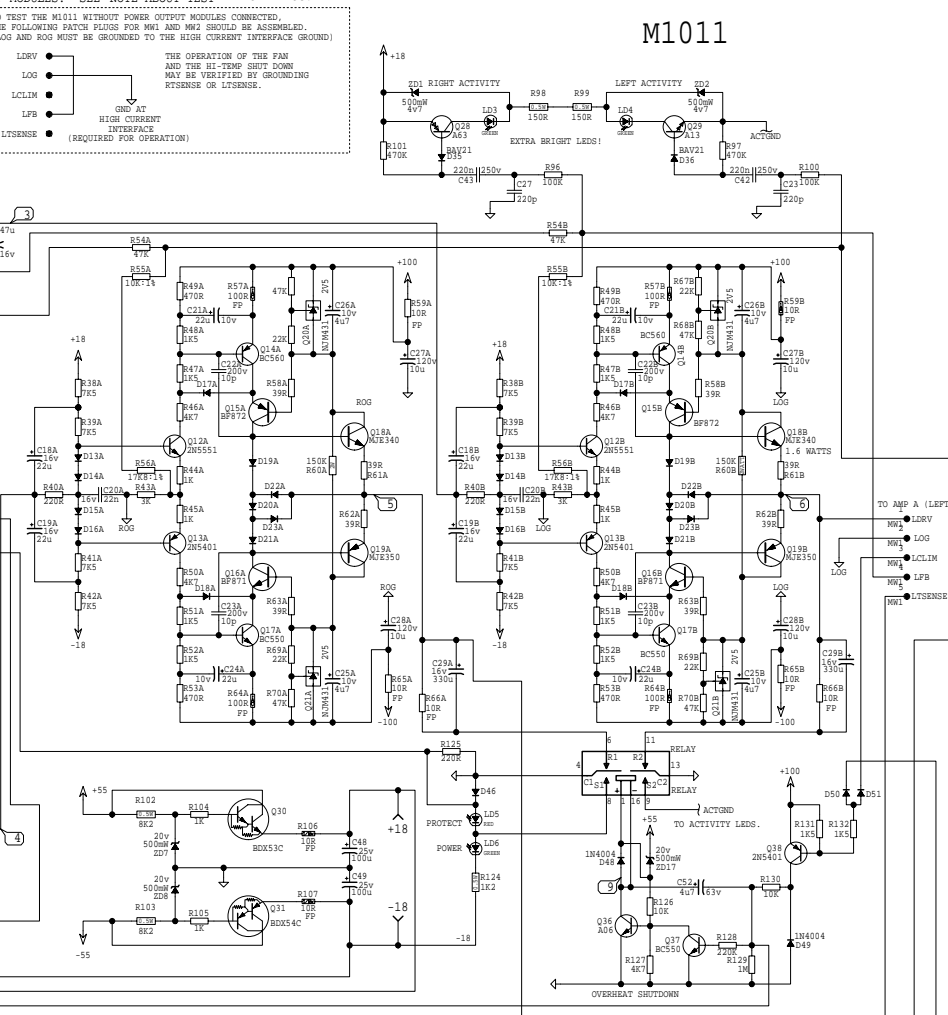 MODULES. SEE NOTE ABOUT TEST
TEST THE M1011 WITHOUT POWER OUTPUT MODULES CONNECTED,
E FOLLOWING PATCH PLUGS FOR MW1 AND MW2 SHOULD BE ASSEMBLED.
LOG AND ROG MUST BE GROUNDED TO THE HIGH CURRENT INTERFACE GROUND)
LDRV
LOG
LCLIM
LFB
LTSENSE
THE OPERATION OF THE FAN
AND THE HI-TEMP SHUT DOWN
MAY BE VERIFIED BY GROUNDING
RTSENSE OR LTSENSE.
GND AT
HIGH CURRENT
INTERFACE
(REQUIRED FOR OPERATION)
M1011
+18
ZD1 RIGHT ACTIVITY
500mW
4v7
LD3
GREEN
Q28
A63
R98
0.5W
150R
R99
0.5W
150R
LEFT ACTIVITY
ZD2
500mW
4v7
LD4
GREEN
Q29
A13
EXTRA BRIGHT LEDS!
ACTGND
R101
470K
BAV21
D35
220n 250v
C43
R96
100K
C27
220p
BAV21
D36
R97
470K
220n 250v
C42
R100
100K
C23
220p
3
47u
16v
R54A
47K
R54B
47K
R55A
10K:1%
R49A
470R
R57A
100R
FP
47K
2V5
Q20A
NJM431
C26A
10v
4u7
C21A
22u 10v
R48A
1K5
22K
Q14A
BC560
R47A
1K5
C22A
200v
10p
R58A
39R
D17A
R46A
4K7
Q15A
BF872
+100
R59A
10R
FP
C27A
120v
10u
ROG
+18
R38A
7K5
R39A
7K5
C18A
16v
22u
D13A
D14A
Q12A
2N5551
R56A
17K8:1%
R44A
1K
R40A
220R
16v 22n
C20A
R43A
3K
ROG
D15A
D16A
C19A
16v
22u
R45A
1K
Q13A
2N5401
R41A
7K5
R42A
7K5
-18
D19A
D22A
D20A
D23A
D21A
150K
R60A
Q18A
MJE340
39R
R61A
5
R62A
39R
Q19A
MJE350
R50A
4K7
D18A
Q16A
BF871
R51A
1K5
C23A
200v
10p
R63A
39R
Q17A
BC550
R52A
1K5
R69A
22K
10v 22u
C24A
R53A
470R
R64A
100R
FP
R70A
47K
Q21A
2V5
NJM431
C25A
10v
4u7
ROG
C28A
120v
10u
R65A
10R
FP
-100
C29A
16v
330u
R66A
10R
FP
R55B
10K:1%
R49B
470R
R57B
100R
FP
R67B
22K
2V5
Q20B
NJM431
C26B
10v
4u7
C21B
22u 10v
R48B
1K5
R68B
47K
BC560
Q14B
R47B
1K5
C22B
200v
10p
R58B
39R
D17B
R46B
4K7
Q15B
BF872
+100
R59B
10R
FP
C27B
120v
10u
LOG
+18
R38B
7K5
R39B
7K5
C18B
16v
22u
D13B
D14B
Q12B
2N5551
R56B
17K8:1%
R44B
1K
R40B
220R
16v 22n
C20B
R43B
3K
LOG
D15B
D16B
C19B
16v
22u
R45B
1K
Q13B
2N5401
R41B
7K5
R42B
7K5
-18
D19B
D22B
D20B
D23B
D21B
150K
R60B
Q18B
MJE340
1.6 WATTS
39R
R61B
6
R62B
39R
Q19B
MJE350
R50B
4K7
D18B
Q16B
BF871
R51B
1K5
C23B
200v
10p
R63B
39R
Q17B
BC550
R52B
1K5
R69B
22K
10v 22u
C24B
R53B
470R
R64B
100R
FP
R70B
47K
Q21B
2V5
NJM431
C25B
10v
4u7
LOG
C28B
120v
10u
R65B
10R
FP
-100
C29B
16v
330u
R66B
10R
FP
TO AMP A (LEFT
1
MW1 LDRV
2
MW1 LOG
3
MW1 LCLIM
4
MW1 LFB
5
MW1 LTSENSE
LOG
R125
220R
6
11
RELAY
R1
R2
4
13
C1
S1
S2
C2
+
-
RELAY
8
1
16
9
ACTGND
TO ACTIVITY LEDS.
D46
PROTECT
LD5
RED
POWER
LD6
GREEN
0.5W
R124
1K2
-18
+55
R102
0.5W
8K2
R104
1K
20v
500mW
ZD7
Q30
BDX53C
R106
10R
FP
C48
25v
100u
+18
20v
500mW
ZD8
C49
25v
100u
-18
R103
0.5W
8K2
R105
1K
Q31
BDX54C
R107
10R
FP
-55
4
+55
1N4004
D48
20v
500mW
ZD17
9
R126
10K
C52
4u7 63v
R130
10K
Q36
A06
Q37
BC550
R127
4K7
R128
220K
R129
1M
1N4004
D49
OVERHEAT SHUTDOWN
+100
Q38
2N5401
R131
1K5
R132
1K5
D50
D51